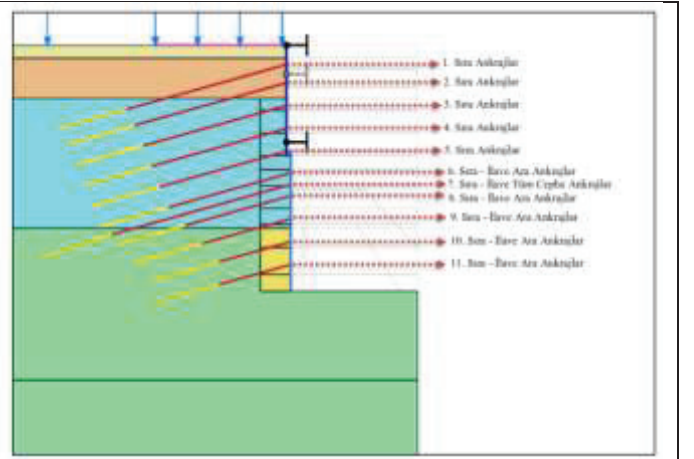 1. Sıra Ankrajlar
2. Sıra Ankrajlar
3. Sıra Ankrajlar
4. Sıra Ankrajlar
5. Sıra Ankrajlar
6. Sıra - İlave Ara Ankrajlar
7. Sıra - İlave Tüm Cephe Ankrajlar
8. Sıra - İlave Ara Ankrajlar
9. Sıra - İlave Ara Ankrajlar
10. Sıra - İlave Ara Ankrajlar
11. Sıra - İlave Ara Ankrajlar